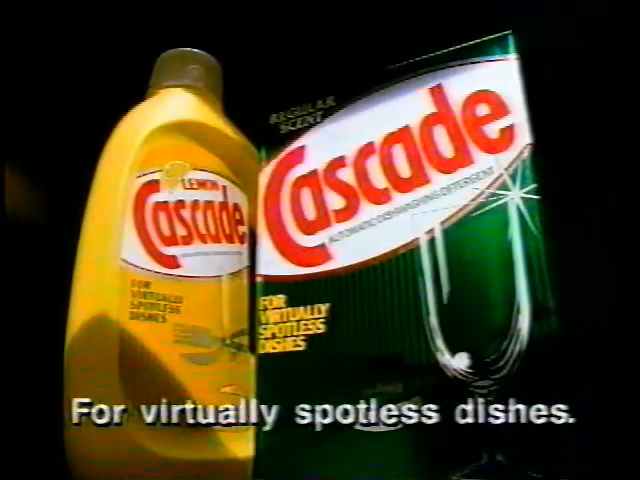 LEMON
Cascade
FOR
VIRTUALLY
SPOTLESS
DISHES
REGULAR
SCENT
Cascade
AUTOMATIC DISHWASHING DETERGENT
FOR
VIRTUALLY
SPOTLESS
DISHES
For virtually spotless dishes.